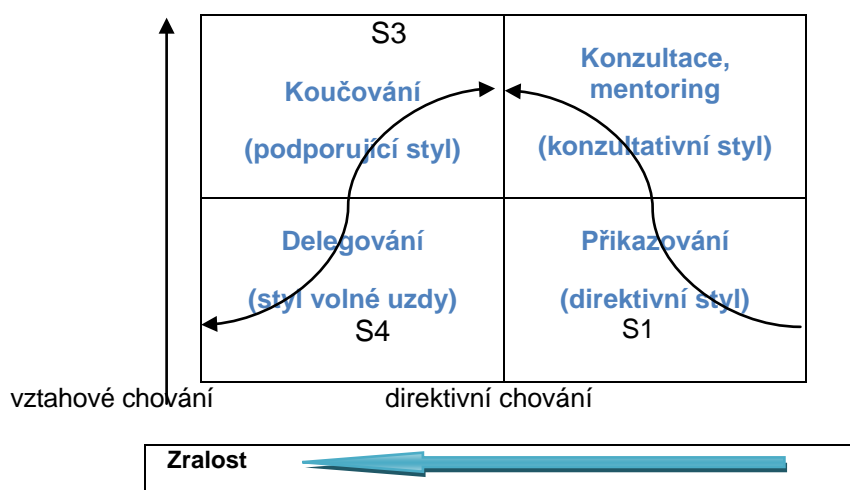 S3
Koučování
(podporující styl)
Konzultace,
mentoring
(konzultativní styl)
Delegování
(styl volné uzdy)
S4
Přikazování
(direktivní styl)
S1
vztahové chování
direktivní chování
Zralost